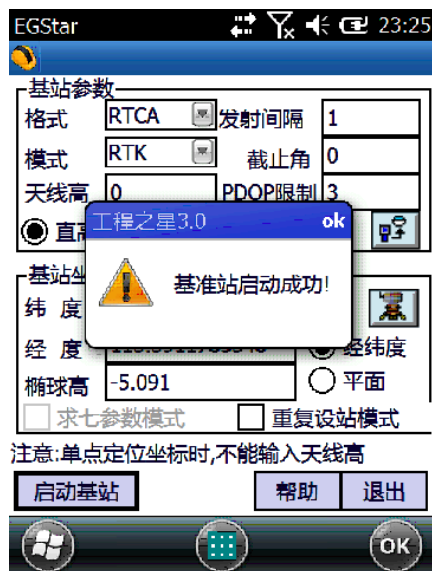 EGStar 23:25
基站参数
格式 RTCA 发射间隔 1
模式 RTK 截止角 0
天线高 0 PDOP限制 3
直高
工程之星3.0 ok
基准站启动成功!
基站坐
纬 度
经 度 经纬度
椭球高 -5.091 平面
求七参数模式 重复设站模式
注意:单点定位坐标时,不能输入天线高
启动基站 帮助 退出
OK